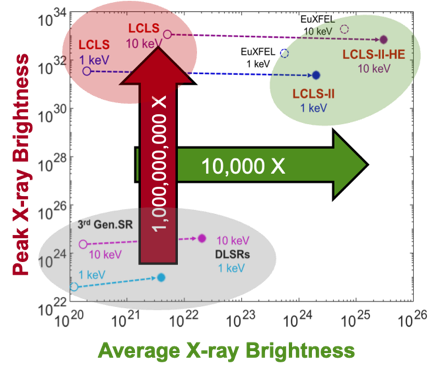 Peak X-ray Brightness
10^34
10^32
10^30
10^28
10^26
10^24
10^22
LCLS
1 keV
LCLS
10 keV
EuXFEL
10 keV
EuXFEL
1 keV
LCLS-II-HE
10 keV
LCLS-II
1 keV
1,000,000,000 X
10,000 X
3rd Gen.SR
10 keV
1 keV
10 keV
DLSRs
1 keV
10^20
10^21
10^22
10^23
10^24
10^25
10^26
Average X-ray Brightness